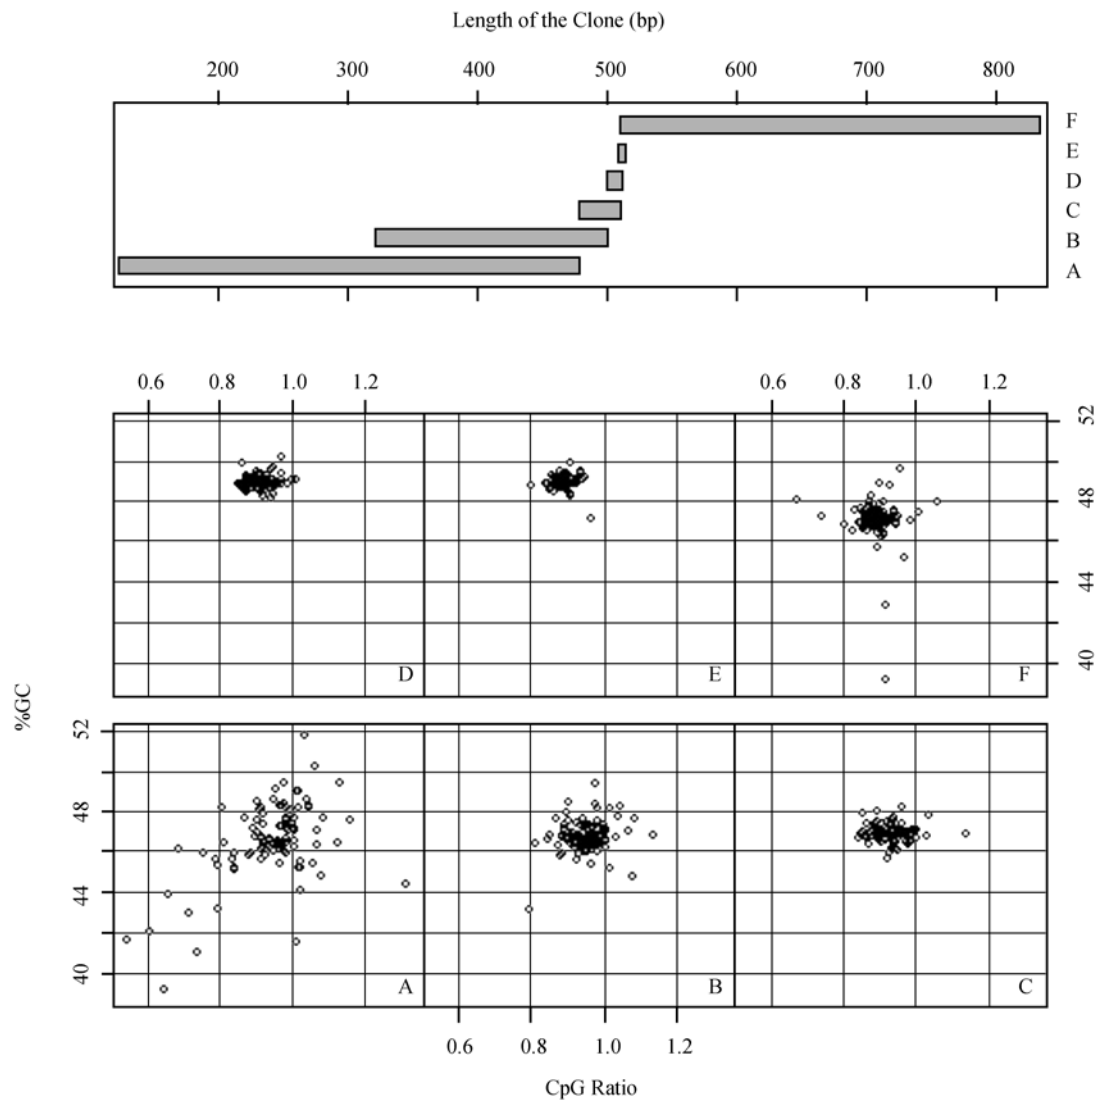 Length of the Clone (bp)
200 300 400 500 600 700 800
F
E
D
C
B
A
0.6 0.8 1.0 1.2 0.6 0.8 1.0 1.2
52
48
44
40
D E F
%GC
52
48
44
40
A B C
0.6 0.8 1.0 1.2
CpG Ratio